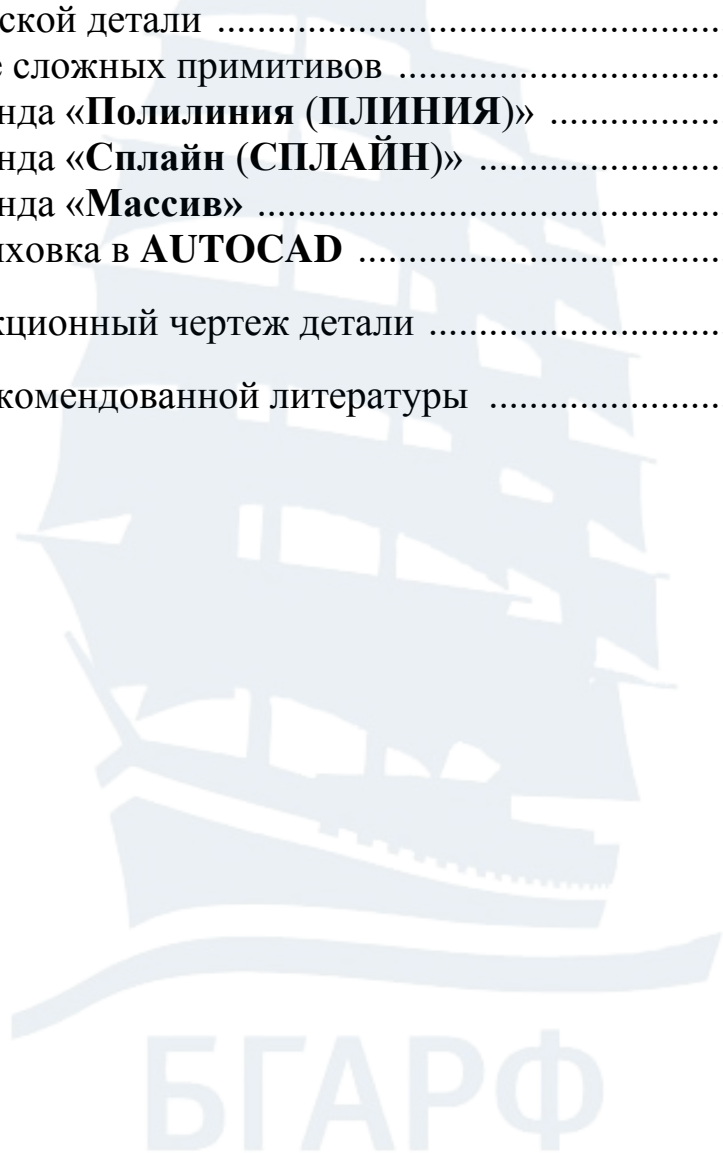 ской детали ....................................................
е сложных примитивов .................................
нда «Полилиния (ПЛИНИЯ)» .................
нда «Сплайн (СПЛАЙН)» ........................
нда «Массив» ...............................................
иховка в AUTOCAD ....................................
кционный чертеж детали .............................
комендованной литературы .......................
БГАРФ